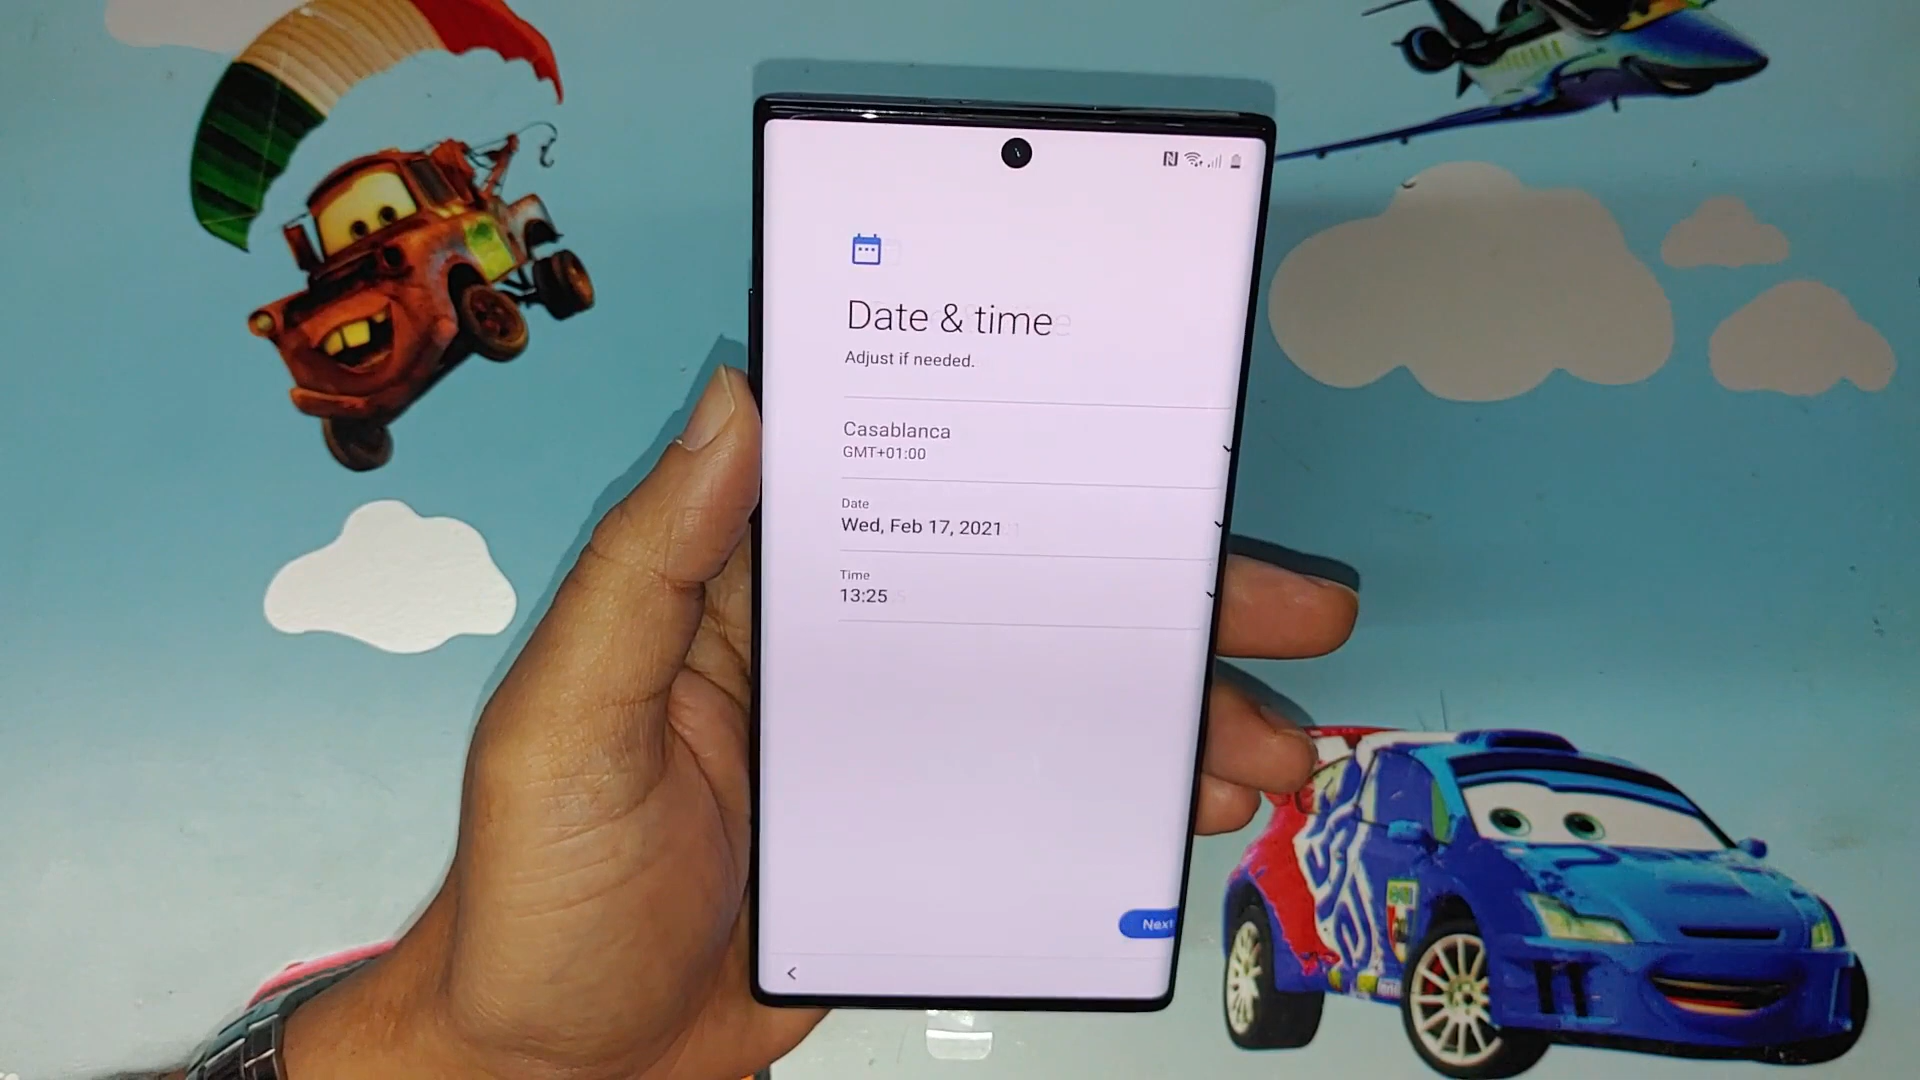 Date & time
Adjust if needed.
Casablanca
GMT+01:00
Date
Wed, Feb 17, 2021
Time
13:25
Next